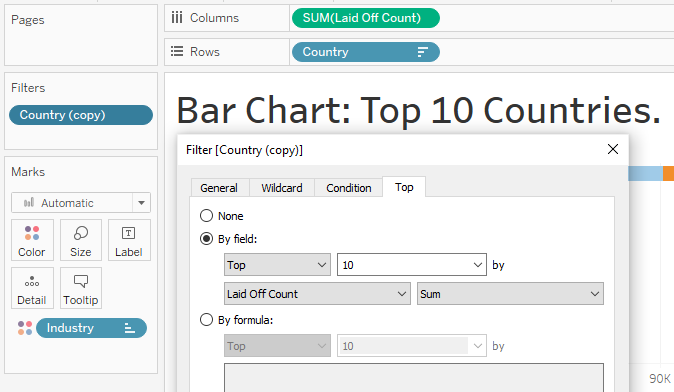 Pages
Columns
SUM(Laid Off Count)
Rows
Country
Filters
Country (copy)
Bar Chart: Top 10 Countries.
Filter [Country (copy)]
General Wildcard Condition Top
None
By field:
Top 10 by
Laid Off Count Sum
By formula:
Top 10 by
Marks
Automatic
Color Size Label
T
Detail Tooltip
Industry
90K